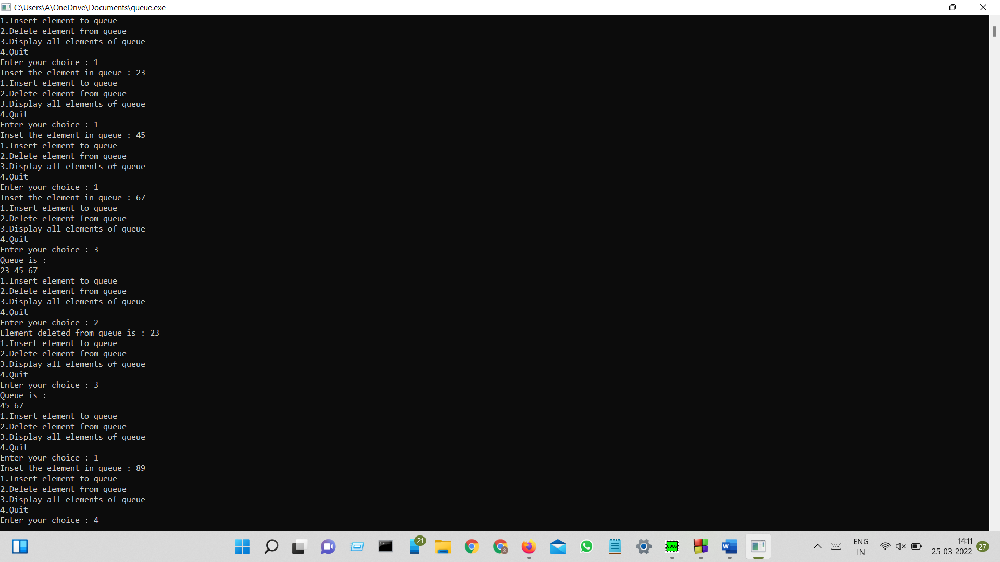 C:\Users\A\OneDrive\Documents\queue.exe
1.Insert element to queue
2.Delete element from queue
3.Display all elements of queue
4.Quit
Enter your choice : 1
Inset the element in queue : 23
1.Insert element to queue
2.Delete element from queue
3.Display all elements of queue
4.Quit
Enter your choice : 1
Inset the element in queue : 45
1.Insert element to queue
2.Delete element from queue
3.Display all elements of queue
4.Quit
Enter your choice : 1
Inset the element in queue : 67
1.Insert element to queue
2.Delete element from queue
3.Display all elements of queue
4.Quit
Enter your choice : 3
Queue is :
23 45 67
1.Insert element to queue
2.Delete element from queue
3.Display all elements of queue
4.Quit
Enter your choice : 2
Element deleted from queue is : 23
1.Insert element to queue
2.Delete element from queue
3.Display all elements of queue
4.Quit
Enter your choice : 3
Queue is :
45 67
1.Insert element to queue
2.Delete element from queue
3.Display all elements of queue
4.Quit
Enter your choice : 1
Inset the element in queue : 89
1.Insert element to queue
2.Delete element from queue
3.Display all elements of queue
4.Quit
Enter your choice : 4
21
S
8086
W
ENG
IN
14:11
25-03-2022
27